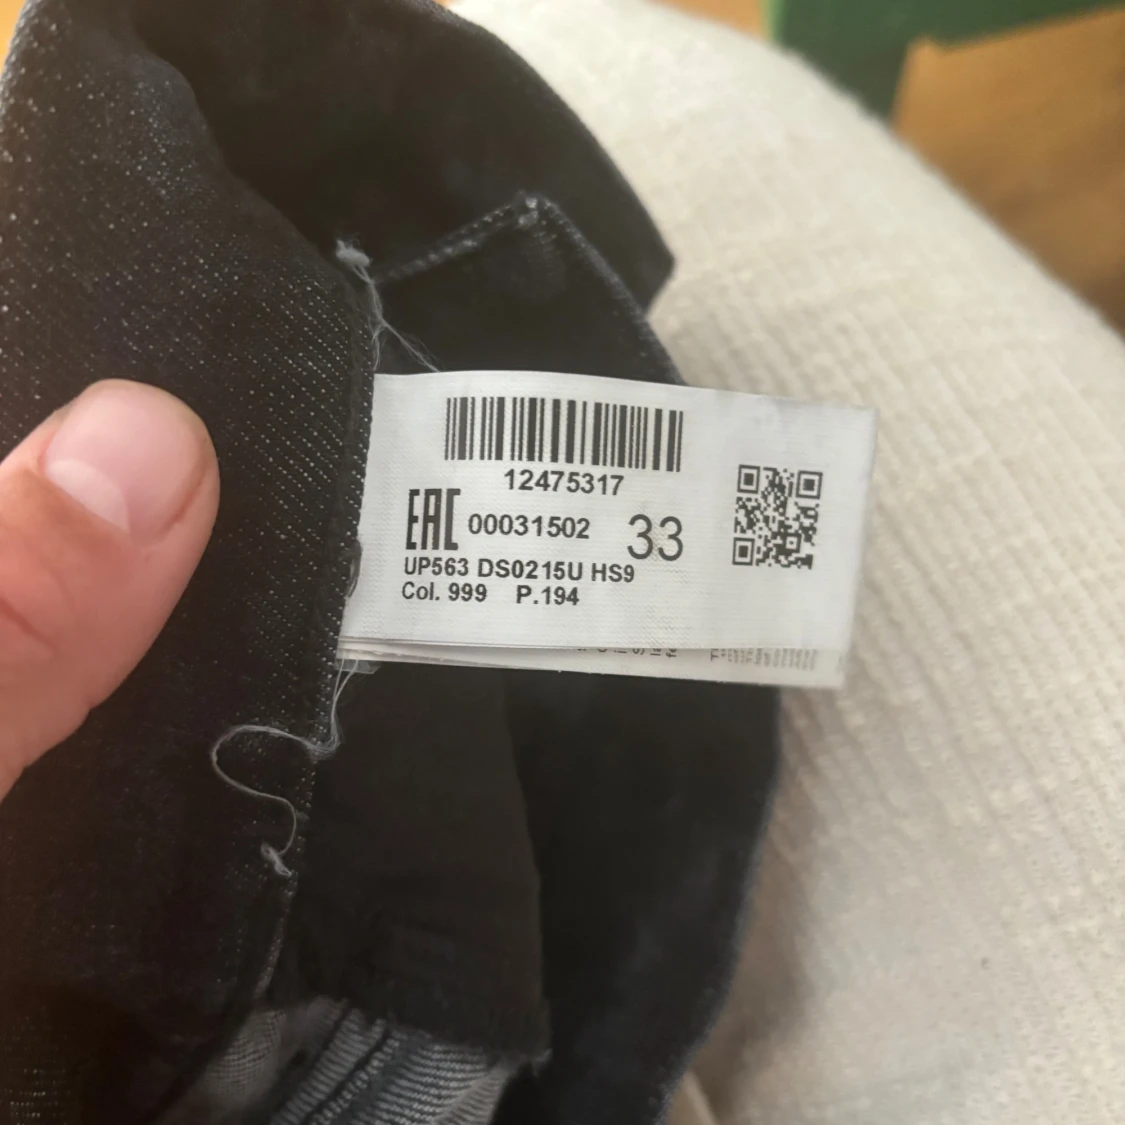 12475317
EAC 00031502 33
UP563 DS0215U HS9
Col. 999 P.194